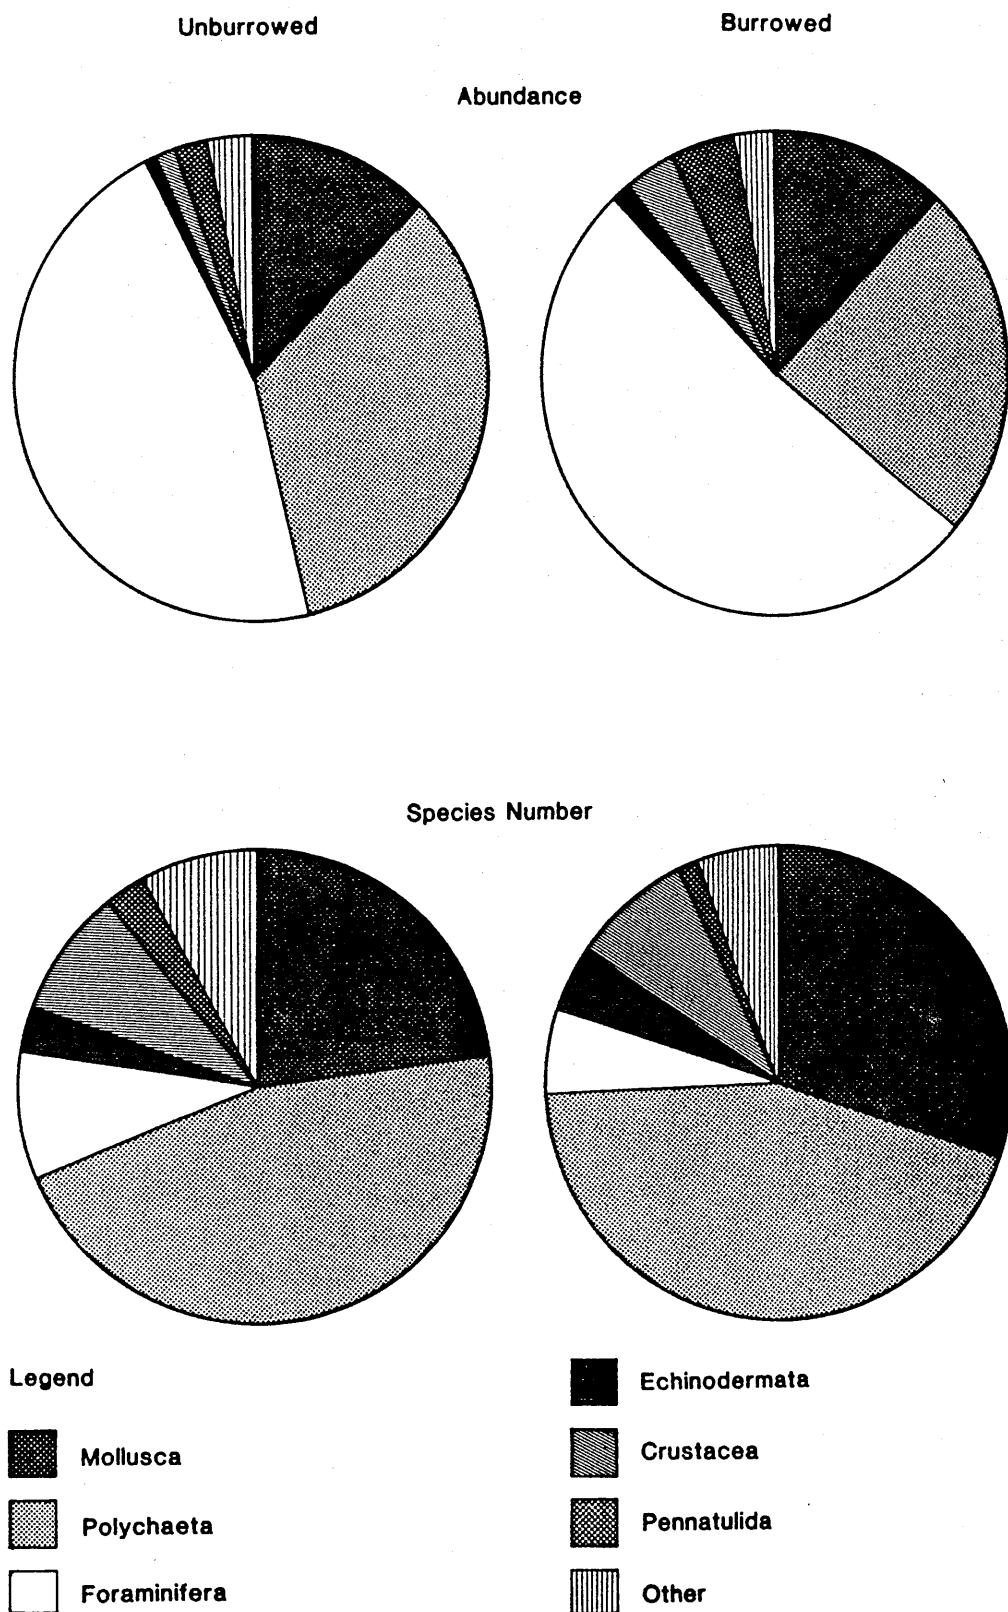 Unburrowed
Burrowed
Abundance
Species Number
Legend
Mollusca
Polychaeta
Foraminifera
Echinodermata
Crustacea
Pennatulida
Other